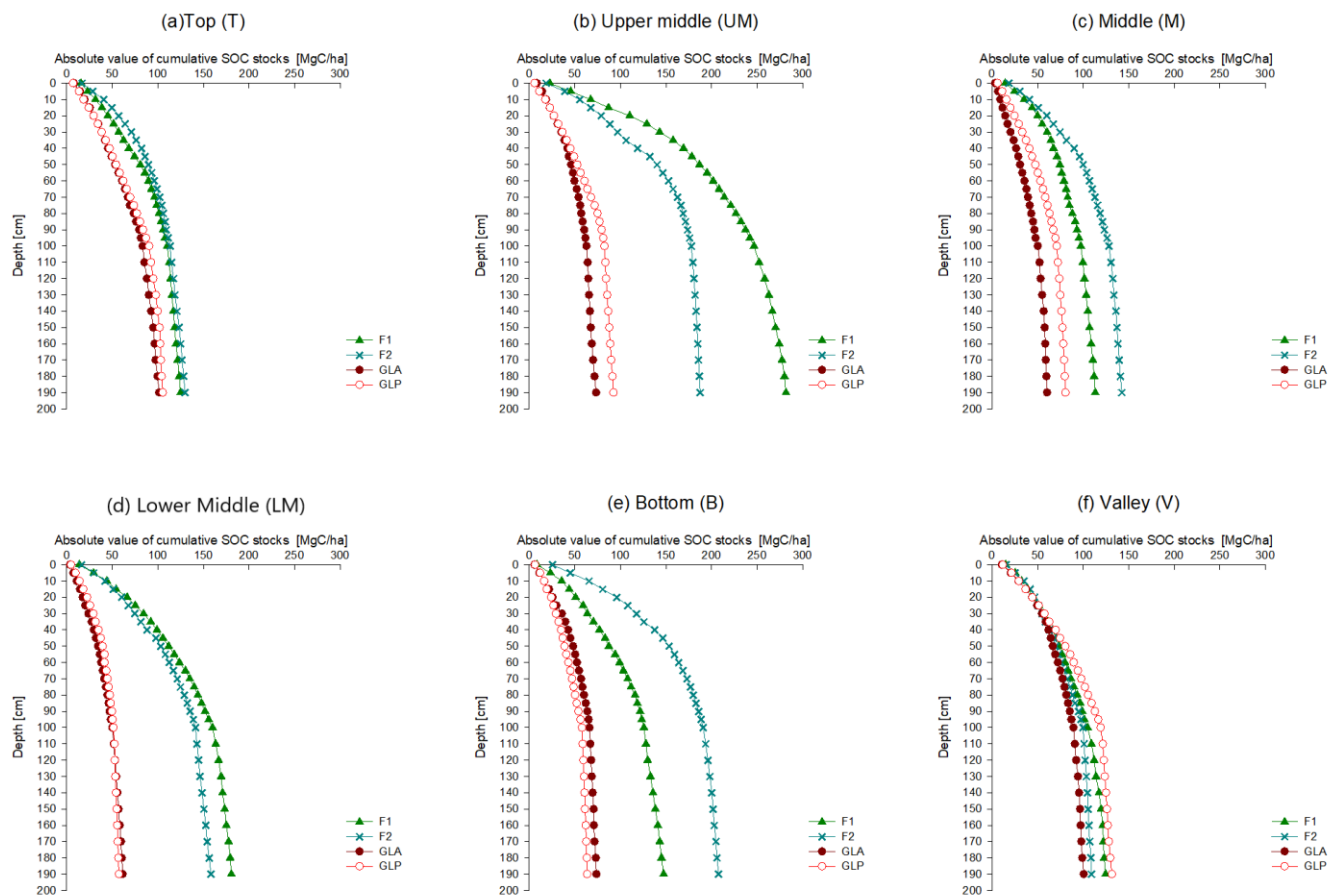 (a)Top (T)
Absolute value of cumulative SOC stocks [MgC/ha]
0 50 100 150 200 250 300
Depth [cm]
0
10
20
30
40
50
60
70
80
90
100
110
120
130
140
150
160
170
180
190
200
F1
F2
GLA
GLP
(b) Upper middle (UM)
Absolute value of cumulative SOC stocks [MgC/ha]
0 50 100 150 200 250 300
Depth [cm]
0
10
20
30
40
50
60
70
80
90
100
110
120
130
140
150
160
170
180
190
200
F1
F2
GLA
GLP
(c) Middle (M)
Absolute value of cumulative SOC stocks [MgC/ha]
0 50 100 150 200 250 300
Depth [cm]
0
10
20
30
40
50
60
70
80
90
100
110
120
130
140
150
160
170
180
190
200
F1
F2
GLA
GLP
(d) Lower Middle (LM)
Absolute value of cumulative SOC stocks [MgC/ha]
0 50 100 150 200 250 300
Depth [cm]
0
10
20
30
40
50
60
70
80
90
100
110
120
130
140
150
160
170
180
190
200
F1
F2
GLA
GLP
(e) Bottom (B)
Absolute value of cumulative SOC stocks [MgC/ha]
0 50 100 150 200 250 300
Depth [cm]
0
10
20
30
40
50
60
70
80
90
100
110
120
130
140
150
160
170
180
190
200
F1
F2
GLA
GLP
(f) Valley (V)
Absolute value of cumulative SOC stocks [MgC/ha]
0 50 100 150 200 250 300
Depth [cm]
0
10
20
30
40
50
60
70
80
90
100
110
120
130
140
150
160
170
180
190
200
F1
F2
GLA
GLP